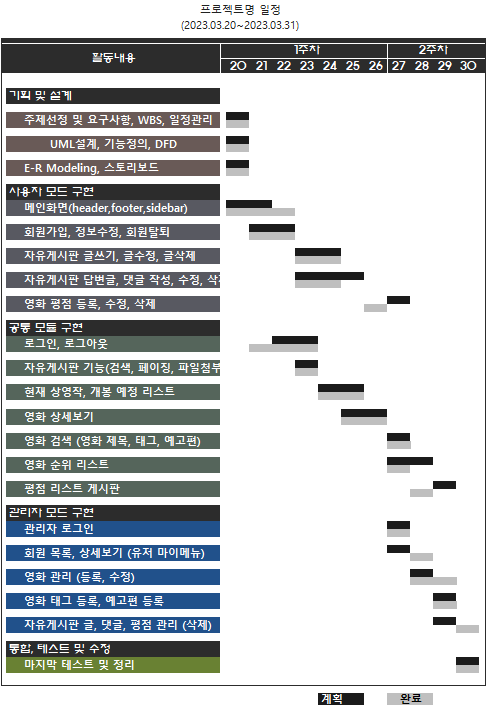 프로젝트명 일정
(2023.03.20~2023.03.31)
활동내용
1주차
2주차
20 21 22 23 24 25 26 27 28 29 30
기획 및 설계
주제선정 및 요구사항, WBS, 일정관리
UML설계, 기능정의, DFD
E-R Modeling, 스토리보드
사용자 모드 구현
메인화면(header,footer,sidebar)
회원가입, 정보수정, 회원탈퇴
자유게시판 글쓰기, 글수정, 글삭제
자유게시판 답변글, 댓글 작성, 수정, 삭제
영화 평점 등록, 수정, 삭제
공통 모듈 구현
로그인, 로그아웃
자유게시판 기능(검색, 페이징, 파일첨부
현재 상영작, 개봉 예정 리스트
영화 상세보기
영화 검색 (영화 제목, 태그, 예고편)
영화 순위 리스트
평점 리스트 게시판
관리자 모드 구현
관리자 로그인
회원 목록, 상세보기 (유저 마이메뉴)
영화 관리 (등록, 수정)
영화 태그 등록, 예고편 등록
자유게시판 글, 댓글, 평점 관리 (삭제)
통합, 테스트 및 수정
마지막 테스트 및 정리
계획
완료